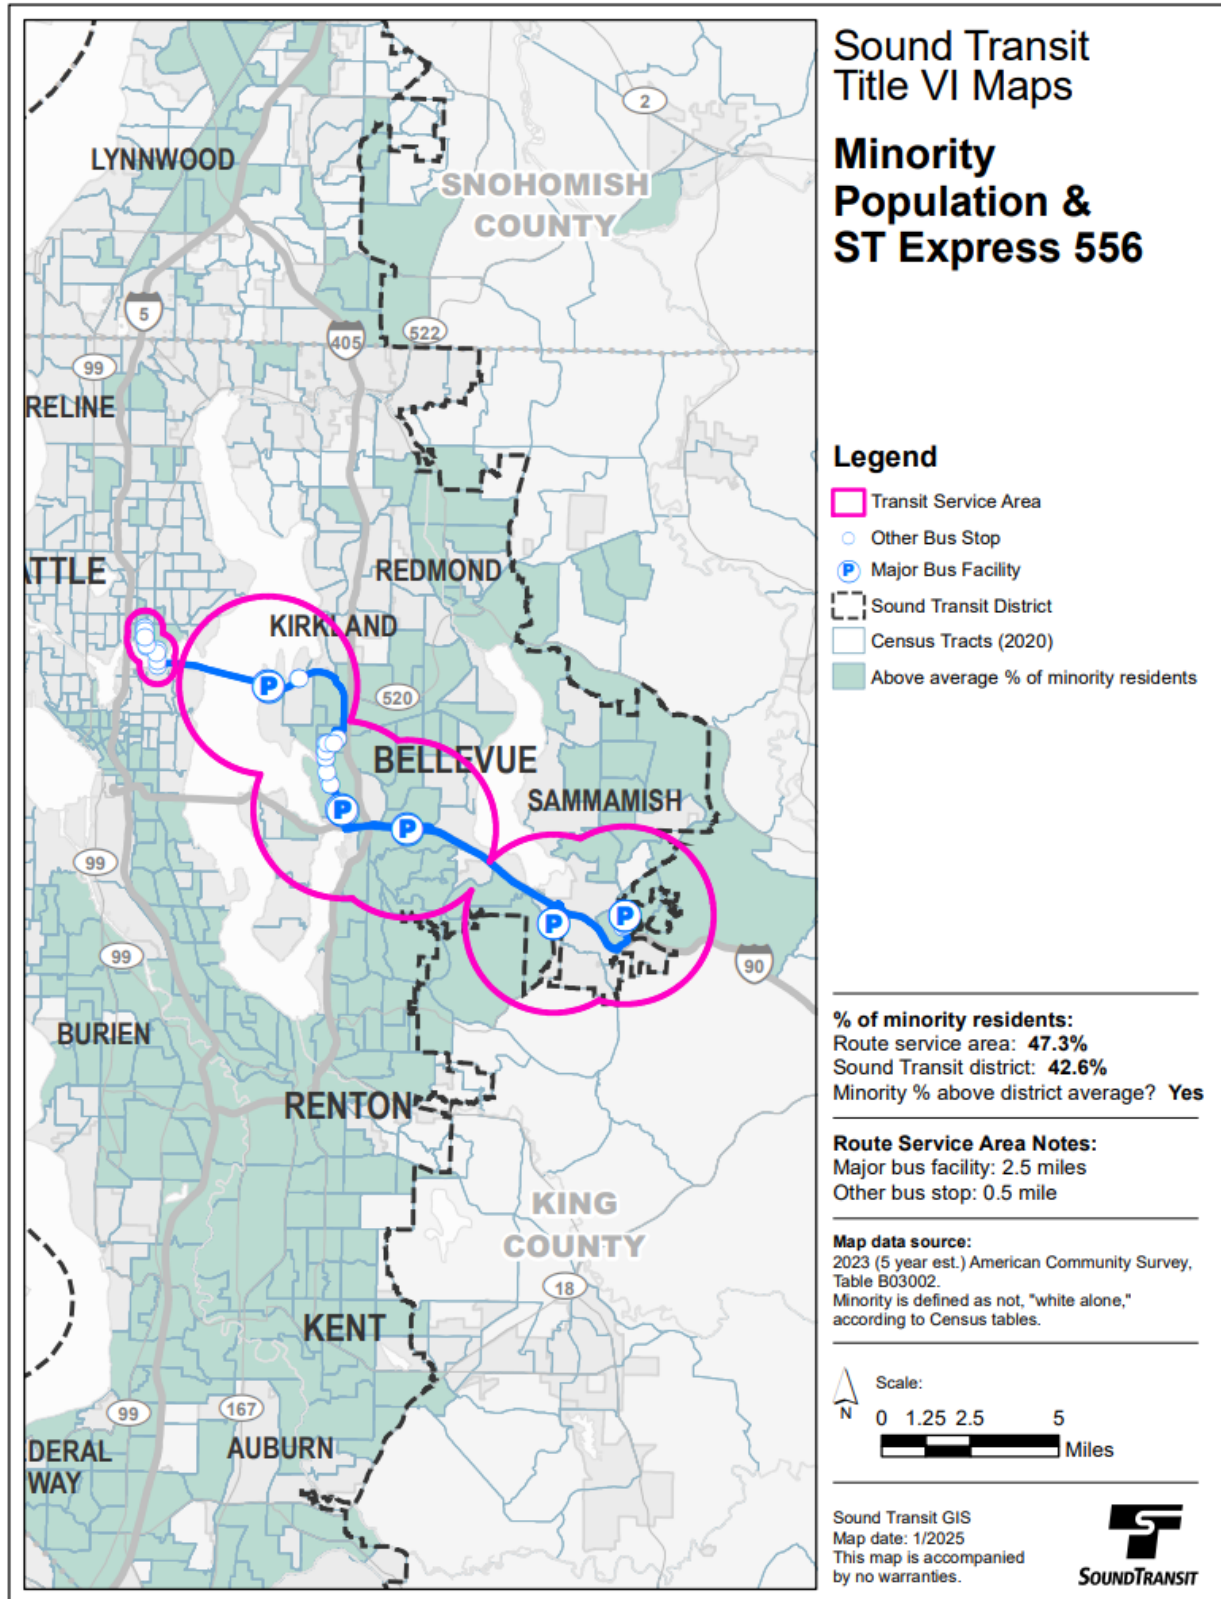 Sound Transit
Title VI Maps
Minority
Population &
ST Express 556
Legend
Transit Service Area
Other Bus Stop
P Major Bus Facility
Sound Transit District
Census Tracts (2020)
Above average % of minority residents
% of minority residents:
Route service area: 47.3%
Sound Transit district: 42.6%
Minority % above district average? Yes
Route Service Area Notes:
Major bus facility: 2.5 miles
Other bus stop: 0.5 mile
Map data source:
2023 (5 year est.) American Community Survey,
Table B03002.
Minority is defined as not, "white alone,"
according to Census tables.
Scale:
N
0 1.25 2.5 5
Miles
Sound Transit GIS
Map date: 1/2025
This map is accompanied
by no warranties.
SOUNDTRANSIT
2
LYNNWOOD
SNOHOMISH
COUNTY
5
405
522
99
RELINE
ATTLE
REDMOND
KIRKLAND
P
520
BELLEVUE
SAMMAMISH
P
P
99
P
P
99
90
BURIEN
RENTON
KING
COUNTY
18
KENT
99
167
DERAL
WAY
AUBURN